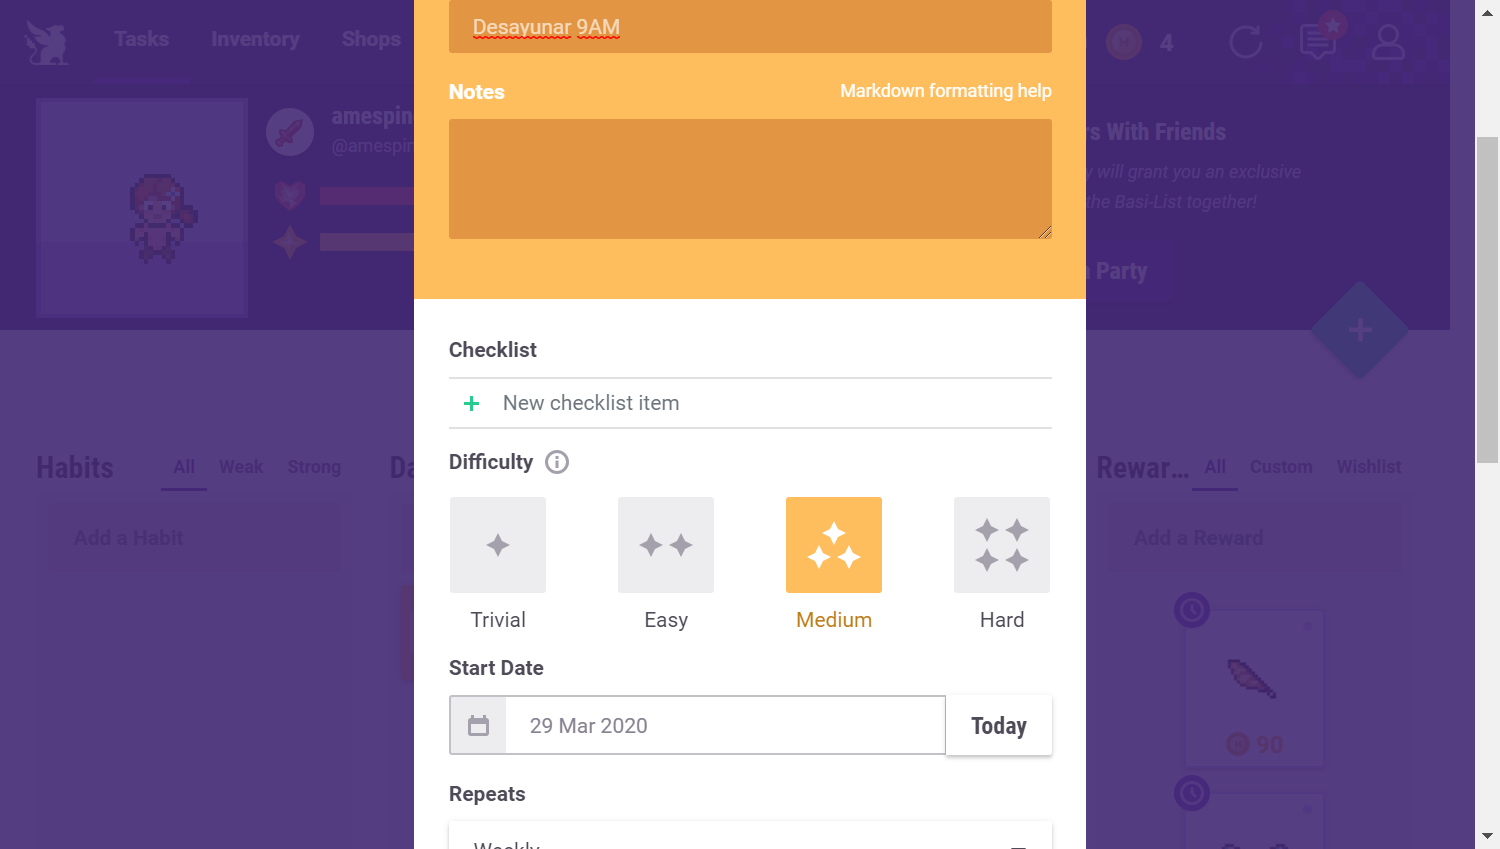 Tasks
Inventory
Shops
4
amespin
@amespin
rs With Friends
y will grant you an exclusive
the Basi-List together!
a Party
Desayunar 9AM
Notes
Markdown formatting help
Checklist
New checklist item
Difficulty
Trivial
Easy
Medium
Hard
Start Date
29 Mar 2020
Today
Repeats
Weekly
Habits
All
Weak
Strong
Add a Habit
Da
Rewar...
All
Custom
Wishlist
Add a Reward
90